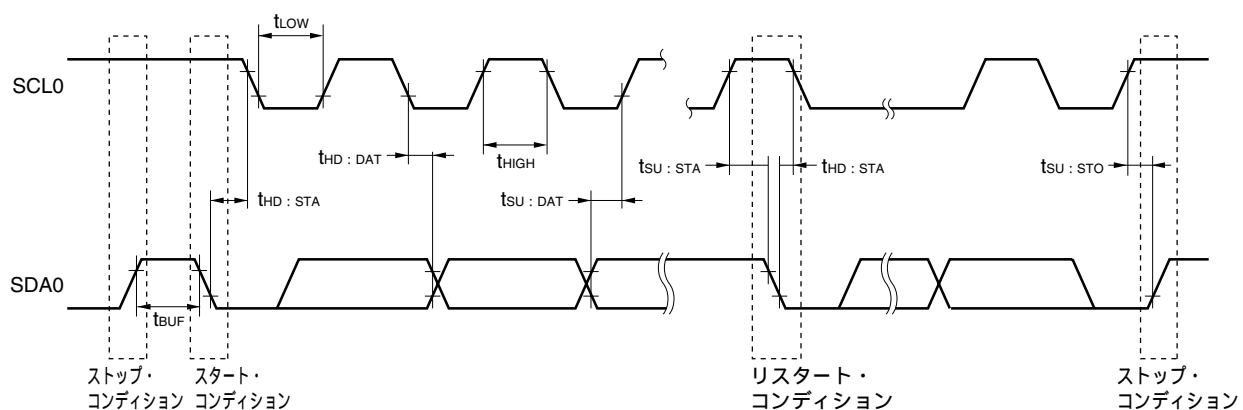 tLOW
SCL0
tHD : DAT
tHIGH
tSU : STA
tHD : STA
tSU : STO
tHD : STA
tSU : DAT
SDA0
tBUF
ストップ・
コンディション
スタート・
コンディション
リスタート・
コンディション
ストップ・
コンディション